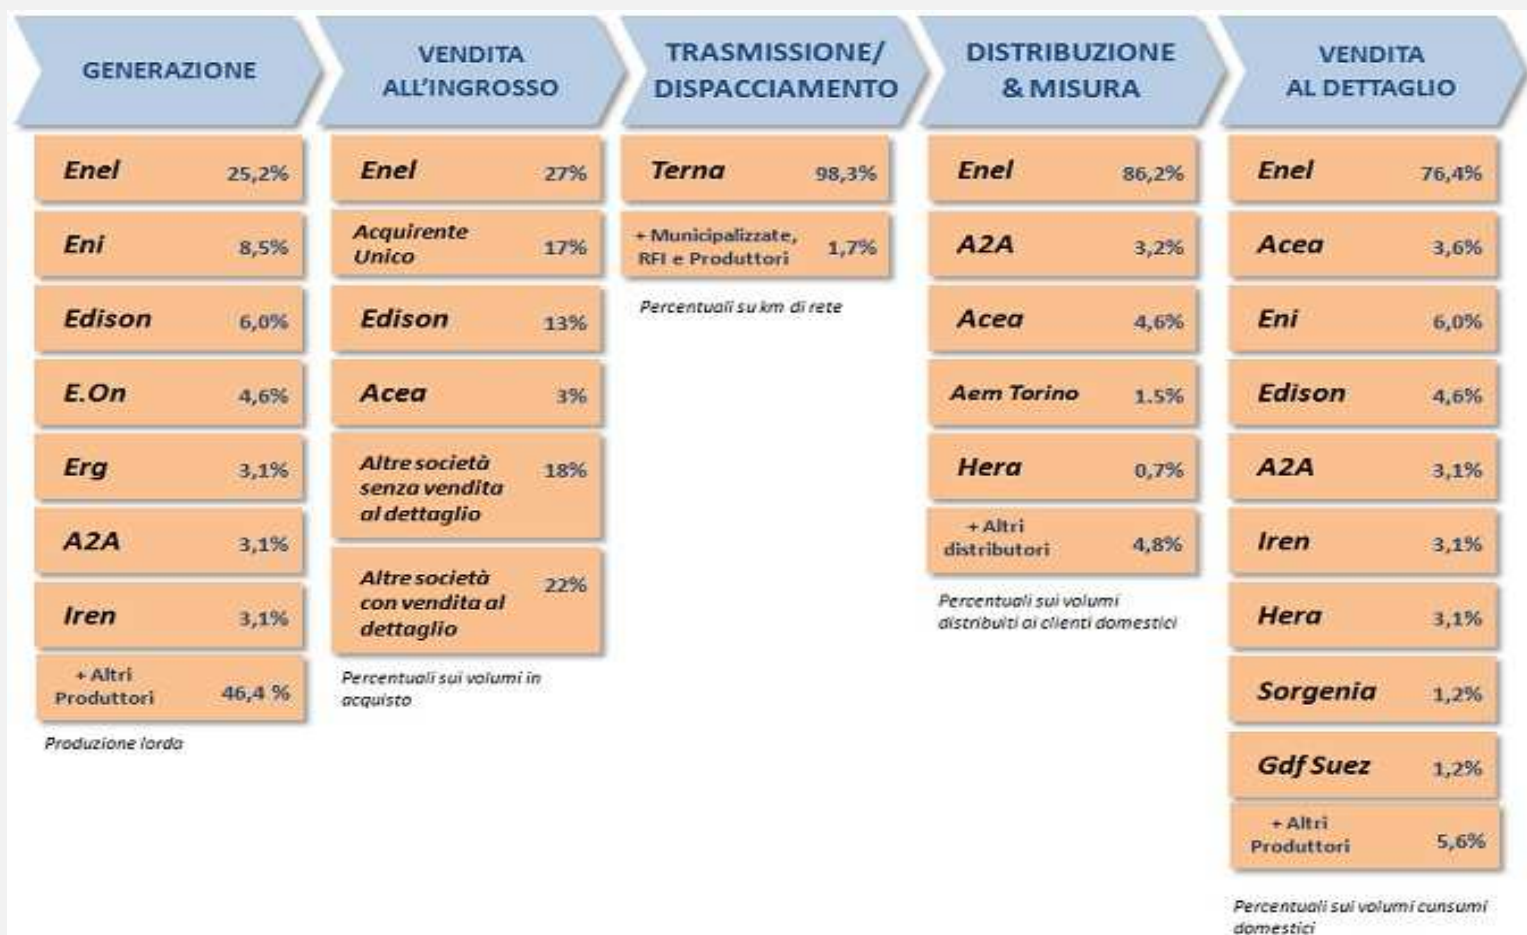 GENERAZIONE
Enel 25,2%
Eni 8,5%
Edison 6,0%
E.On 4,6%
Erg 3,1%
A2A 3,1%
Iren 3,1%
+ Altri
Produttori 46,4 %
Produzione lorda
VENDITA
ALL'INGROSSO
Enel 27%
Acquirente
Unico 17%
Edison 13%
Acea 3%
Altre società
senza vendita 18%
al dettaglio
Altre società 22%
con vendita al
dettaglio
Percentuali sui volumi in
acquisto
TRASMISSIONE/
DISPACCIAMENTO
Terna 98,3%
+ Municipalizzate,
RFI e Produttori 1,7%
Percentuali su km di rete
DISTRIBUZIONE
& MISURA
Enel 86,2%
A2A 3,2%
Acea 4,6%
Aem Torino 1.5%
Hera 0,7%
+ Altri
distributori 4,8%
Percentuali sui volumi
distribuiti ai clienti domestici
VENDITA
AL DETTAGLIO
Enel 76,4%
Acea 3,6%
Eni 6,0%
Edison 4,6%
A2A 3,1%
Iren 3,1%
Hera 3,1%
Sorgenia 1,2%
Gdf Suez 1,2%
+ Altri
Produttori 5,6%
Percentuali sui volumi cunsumi
domestici